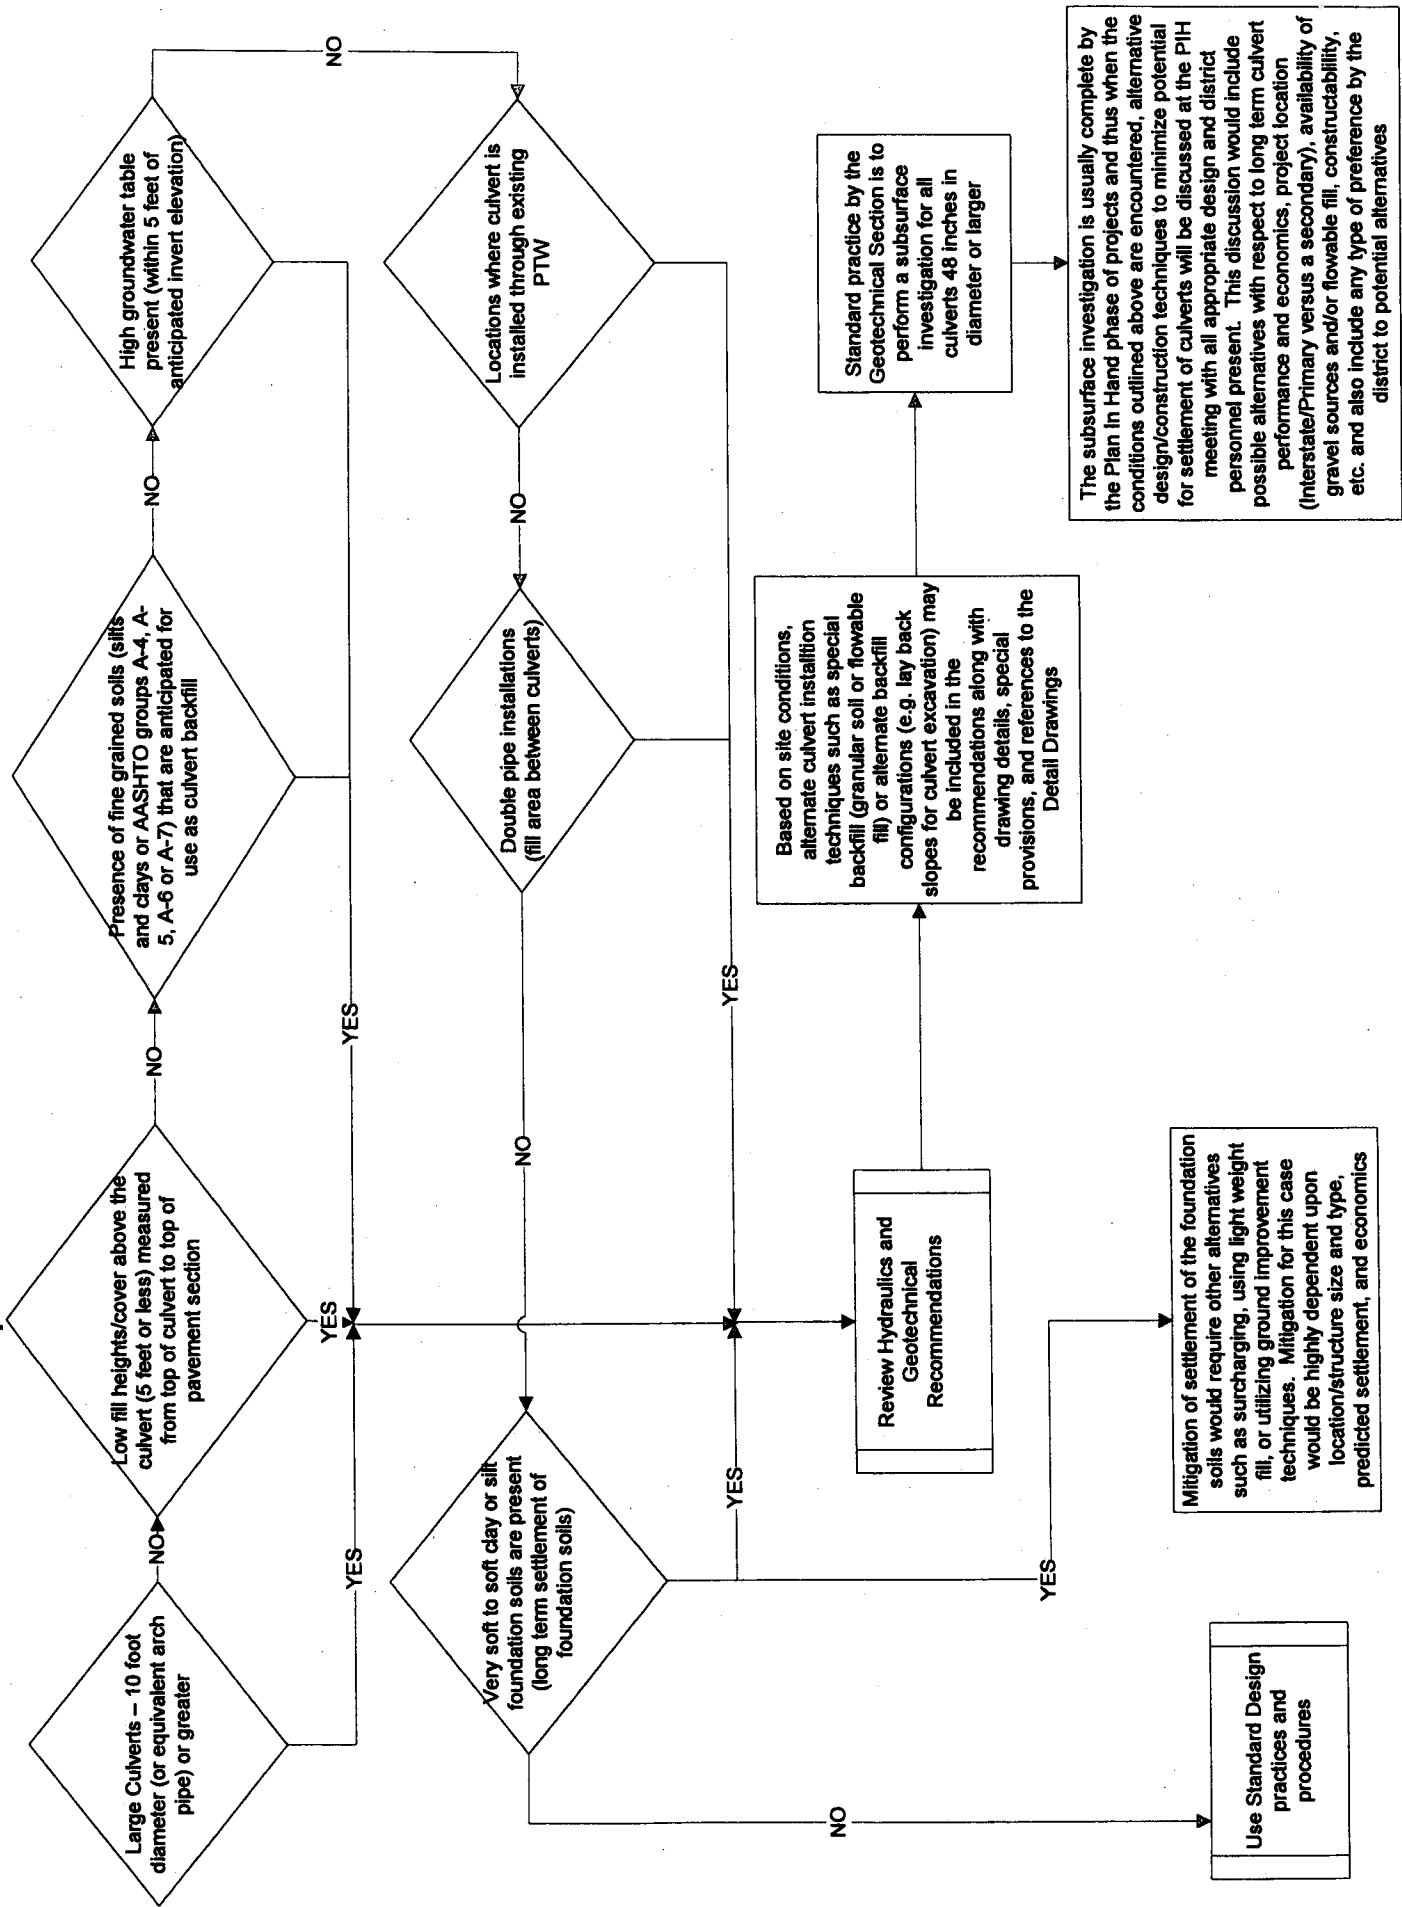 Large Culverts – 10 foot
diameter (or equivalent arch
pipe) or greater
NO
YES
Low fill heights/cover above the
culvert (5 feet or less) measured
from top of culvert to top of
pavement section
NO
YES
Presence of fine grained soils (silts
and clays or AASHTO groups A-4, A-
5, A-6 or A-7) that are anticipated for
use as culvert backfill
NO
YES
High groundwater table
present (within 5 feet of
anticipated invert elevation)
NO
Locations where culvert is
installed through existing
PTW
NO
Double pipe installations
(fill area between culverts)
NO
YES
Very soft to soft clay or silt
foundation soils are present
(long term settlement of
foundation soils)
YES
YES
NO
Use Standard Design
practices and
procedures
Review Hydraulics and
Geotechnical
Recommendations
Mitigation of settlement of the foundation
soils would require other alternatives
such as surcharging, using light weight
fill, or utilizing ground improvement
techniques. Mitigation for this case
would be highly dependent upon
location/structure size and type,
predicted settlement, and economics
Based on site conditions,
alternate culvert installtion
techniques such as special
backfill (granular soil or flowable
fill) or alternate backfill
configurations (e.g. lay back
slopes for culvert excavation) may
be included in the
recommendations along with
drawing details, special
provisions, and references to the
Detail Drawings
Standard practice by the
Geotechnical Section is to
perform a subsurface
investigation for all
culverts 48 inches in
diameter or larger
The subsurface investigation is usually complete by
the Plan In Hand phase of projects and thus when the
conditions outlined above are encountered, alternative
design/construction techniques to minimize potential
for settlement of culverts will be discussed at the PIH
meeting with all appropriate design and district
personnel present. This discussion would include
possible alternatives with respect to long term culvert
performance and economics, project location
(Interstate/Primary versus a secondary), availability of
gravel sources and/or flowable fill, constructablility,
etc. and also include any type of preference by the
district to potential alternatives